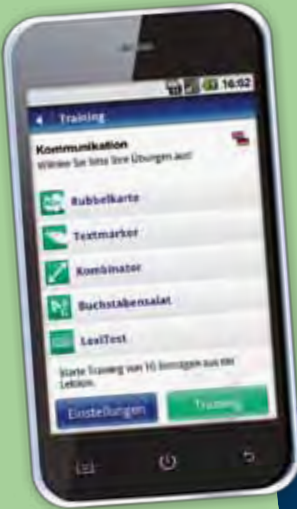 16:02
Training
Kommunikation
Wählen Sie bitte Ihre Übungen aus!
Rubbelkarte
Textmarker
Kombinator
Buchstabensalat
LexiTest
Starte Training von 10 Einträgen aus der
Lektion.
Einstellungen
Training